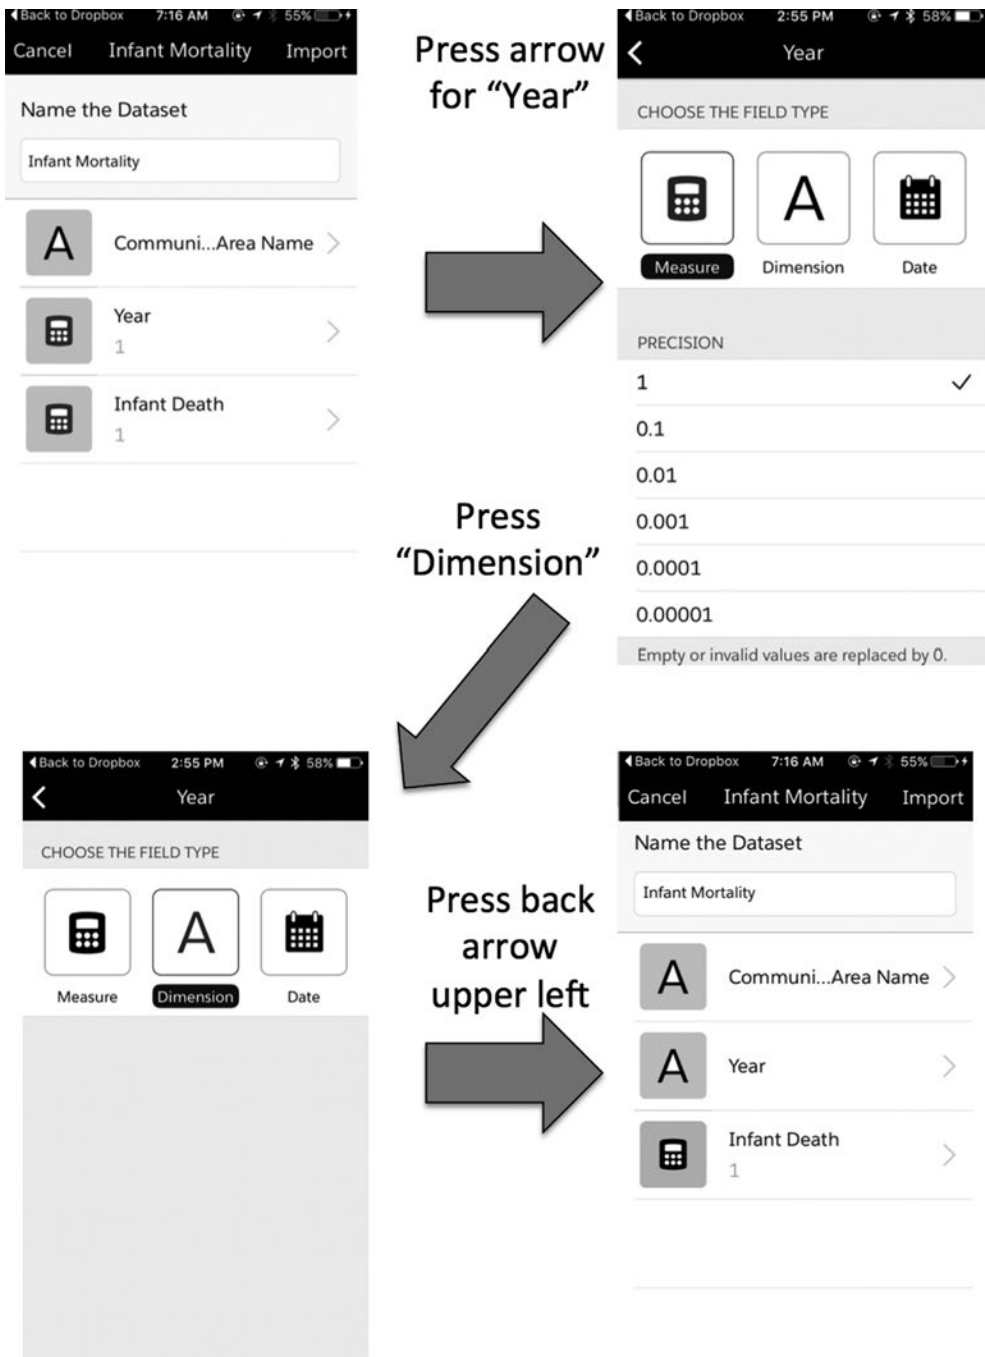 Back to Dropbox 7:16 AM 55%
Cancel Infant Mortality Import
Name the Dataset
Infant Mortality
A Communi...Area Name
Year
1
Infant Death
1
Press arrow
for “Year”
Back to Dropbox 2:55 PM 58%
Year
CHOOSE THE FIELD TYPE
A
Measure Dimension Date
PRECISION
1
0.1
0.01
0.001
0.0001
0.00001
Empty or invalid values are replaced by 0.
Press
“Dimension”
Back to Dropbox 2:55 PM 58%
Year
CHOOSE THE FIELD TYPE
A
Measure Dimension Date
Press back
arrow
upper left
Back to Dropbox 7:16 AM 55%
Cancel Infant Mortality Import
Name the Dataset
Infant Mortality
A Communi...Area Name
A Year
Infant Death
1